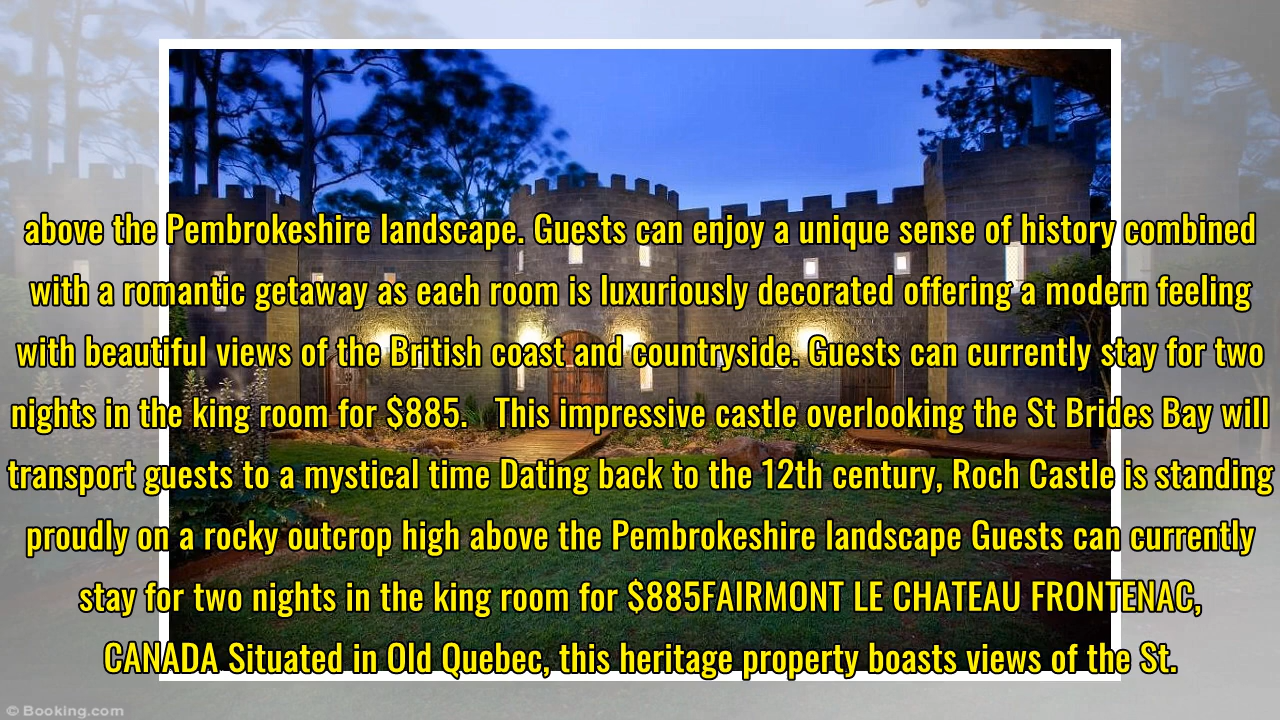 above the Pembrokeshire landscape. Guests can enjoy a unique sense of history combined
with a romantic getaway as each room is luxuriously decorated offering a modern feeling
with beautiful views of the British coast and countryside. Guests can currently stay for two
nights in the king room for $885.   This impressive castle overlooking the St Brides Bay will
transport guests to a mystical time Dating back to the 12th century, Roch Castle is standing
proudly on a rocky outcrop high above the Pembrokeshire landscape Guests can currently
stay for two nights in the king room for $885FAIRMONT LE CHATEAU FRONTENAC,
CANADA Situated in Old Quebec, this heritage property boasts views of the St.
© Booking.com